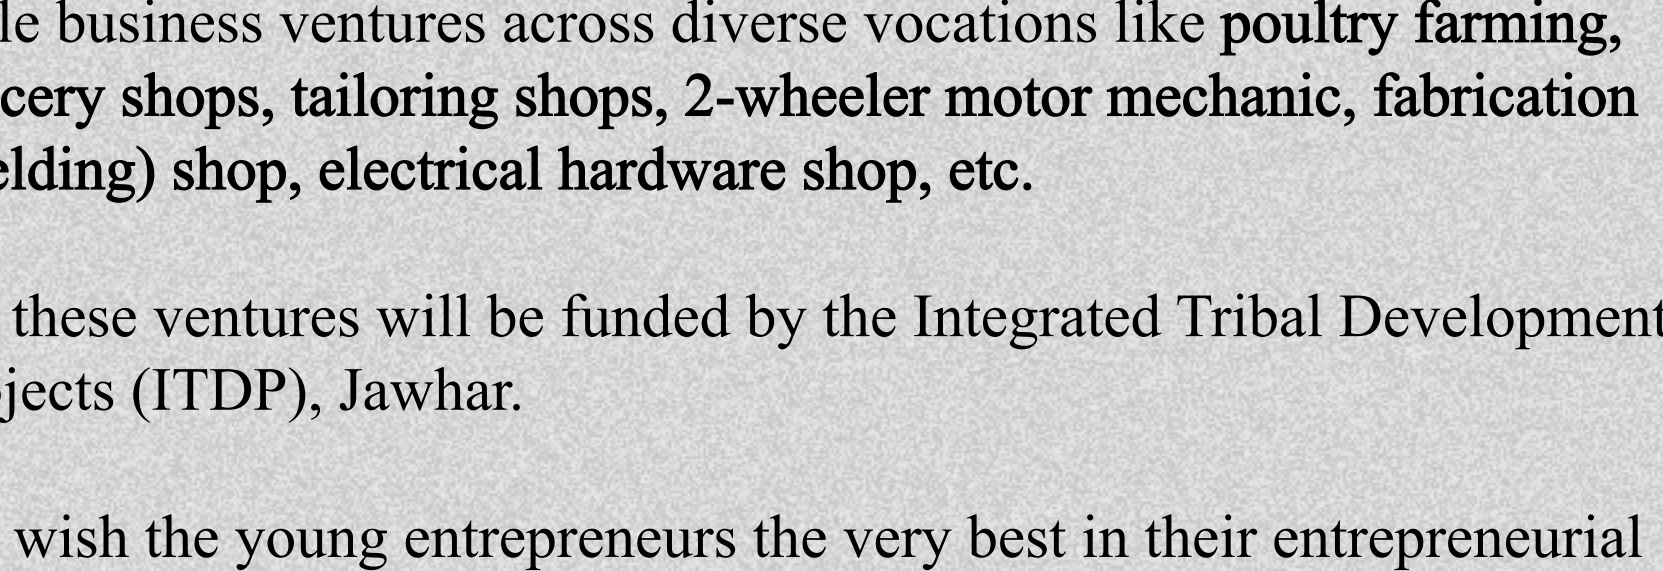 le business ventures across diverse vocations like poultry farming,
cery shops, tailoring shops, 2-wheeler motor mechanic, fabrication
elding) shop, electrical hardware shop, etc.
these ventures will be funded by the Integrated Tribal Development
jects (ITDP), Jawhar.
wish the young entrepreneurs the very best in their entrepreneurial